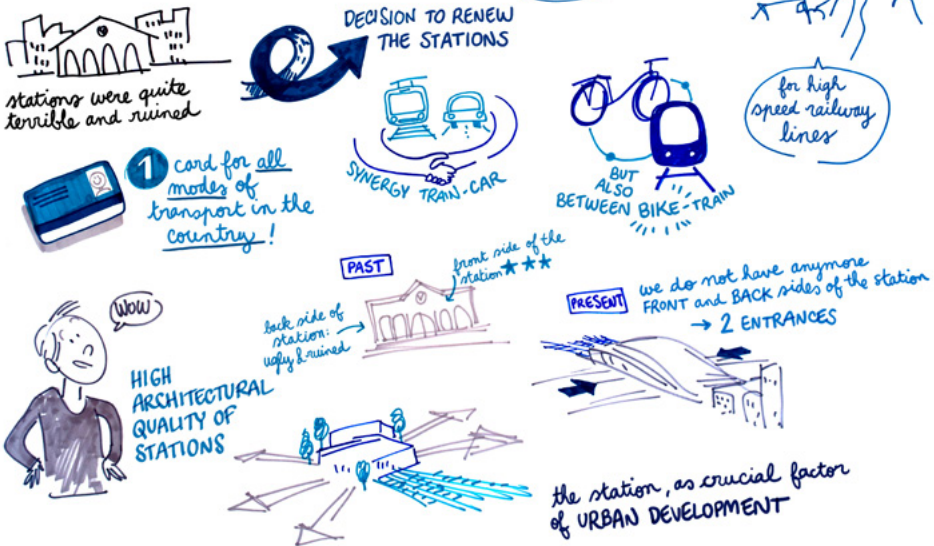 DECISION TO RENEW
THE STATIONS
stations were quite
terrible and ruined
for high
speed railway
lines
1 card for all
modes of
transport in the
country!
SYNERGY TRAIN-CAR
BUT
ALSO
BETWEEN BIKE-TRAIN
PAST
front side of the
station ★★★
back side of
station:
ugly & ruined
PRESENT
we do not have anymore
FRONT and BACK sides of the station
→ 2 ENTRANCES
WOW
HIGH
ARCHITECTURAL
QUALITY OF
STATIONS
the station, as crucial factor
of URBAN DEVELOPMENT